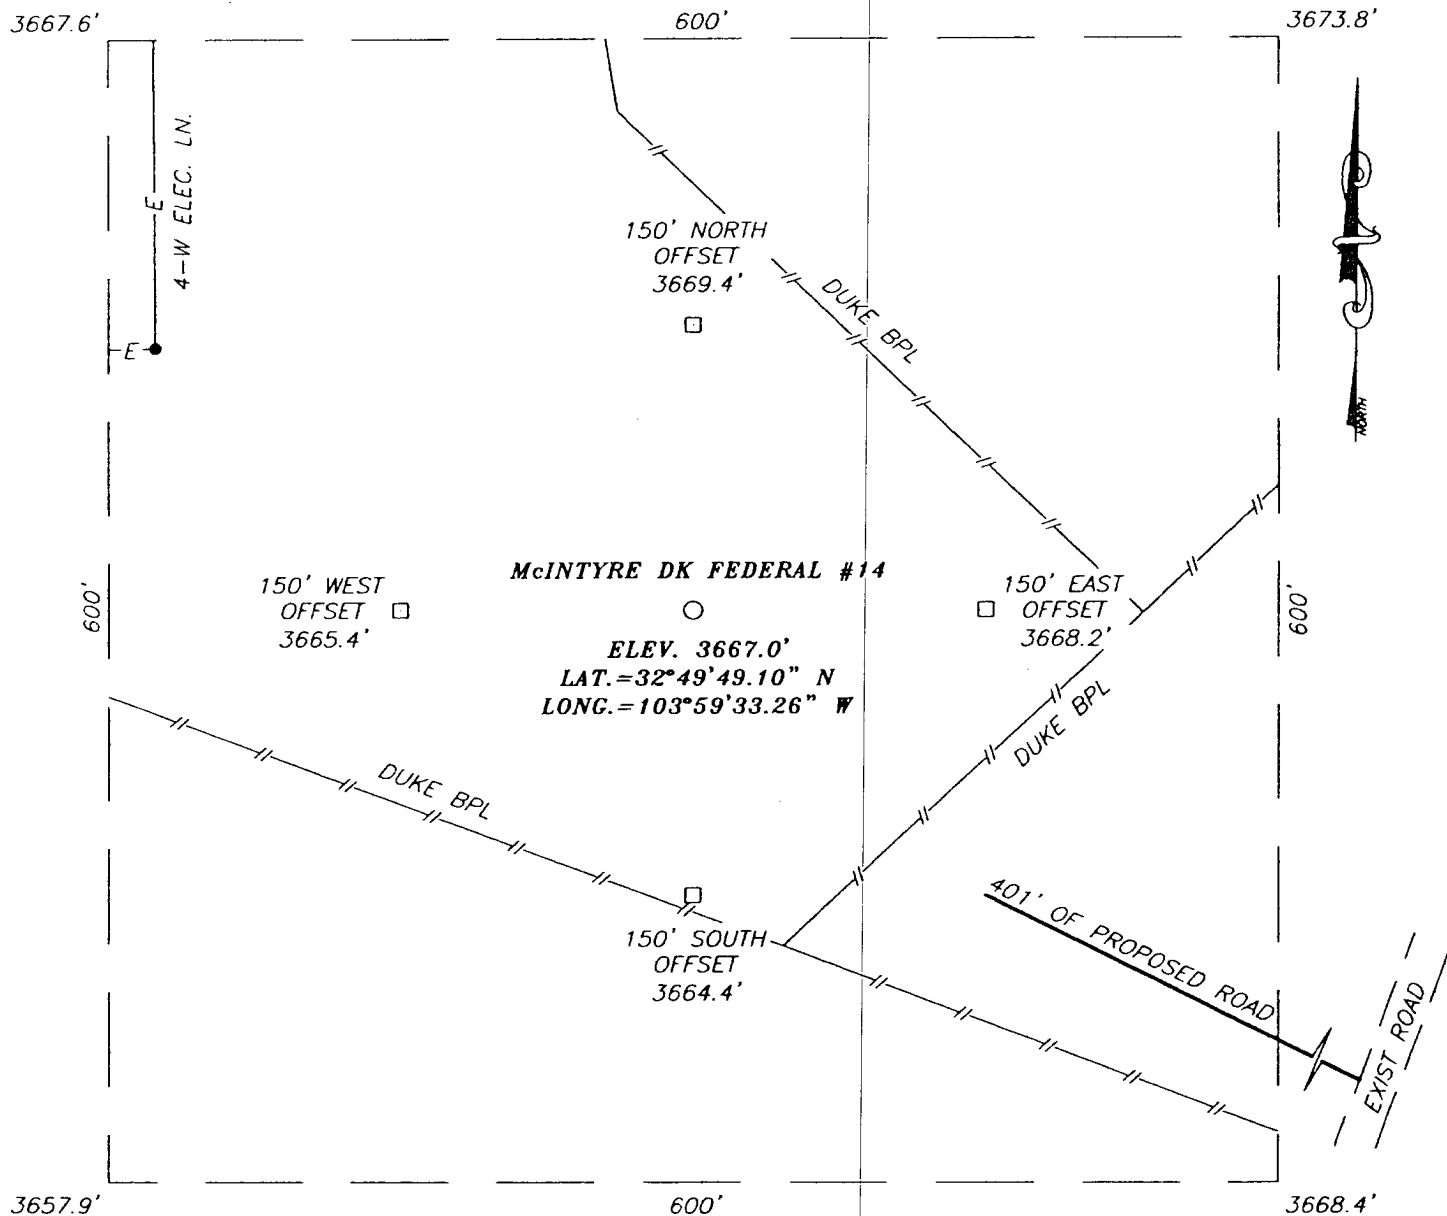 3667.6'
600'
3673.8'
E
4-W ELEC. LN.
E
150' NORTH
OFFSET
3669.4'
DUKE BPL
NORTH
600'
150' WEST
OFFSET
3665.4'
McINTYRE DK FEDERAL #14
ELEV. 3667.0'
LAT.=32°49'49.10" N
LONG.=103°59'33.26" W
150' EAST
OFFSET
3668.2'
600'
DUKE BPL
DUKE BPL
150' SOUTH
OFFSET
3664.4'
401' OF PROPOSED ROAD
EXIST ROAD
3657.9'
600'
3668.4'